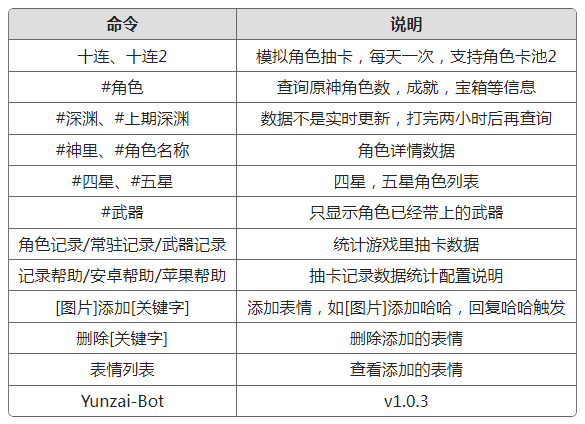 命令 说明
十连、十连2 模拟角色抽卡，每天一次，支持角色卡池2
#角色 查询原神角色数，成就，宝箱等信息
#深渊、#上期深渊 数据不是实时更新，打完两小时后再查询
#神里、#角色名称 角色详情数据
#四星、#五星 四星，五星角色列表
#武器 只显示角色已经带上的武器
角色记录/常驻记录/武器记录 统计游戏里抽卡数据
记录帮助/安卓帮助/苹果帮助 抽卡记录数据统计配置说明
[图片]添加[关键字] 添加表情，如[图片]添加哈哈，回复哈哈触发
删除[关键字] 删除添加的表情
表情列表 查看添加的表情
Yunzai-Bot v1.0.3